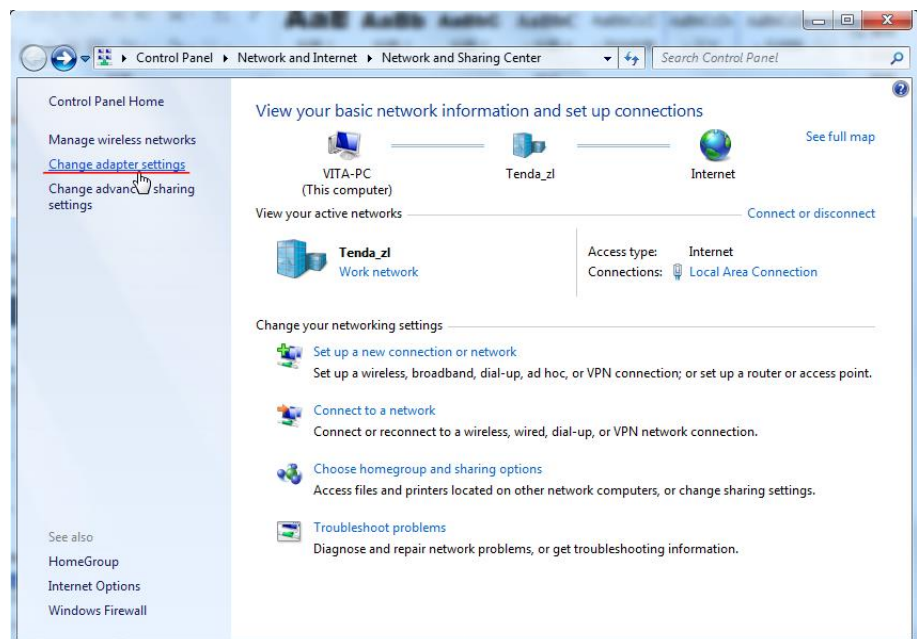 AaE AaBb
Control Panel ▸ Network and Internet ▸ Network and Sharing Center
Search Control Panel
Control Panel Home
Manage wireless networks
Change adapter settings
Change advanced sharing
settings
View your basic network information and set up connections
See full map
VITA-PC
(This computer)
Tenda_zl
Internet
View your active networks
Connect or disconnect
Tenda_zl
Work network
Access type: Internet
Connections: Local Area Connection
Change your networking settings
Set up a new connection or network
Set up a wireless, broadband, dial-up, ad hoc, or VPN connection; or set up a router or access point.
Connect to a network
Connect or reconnect to a wireless, wired, dial-up, or VPN network connection.
Choose homegroup and sharing options
Access files and printers located on other network computers, or change sharing settings.
Troubleshoot problems
Diagnose and repair network problems, or get troubleshooting information.
See also
HomeGroup
Internet Options
Windows Firewall